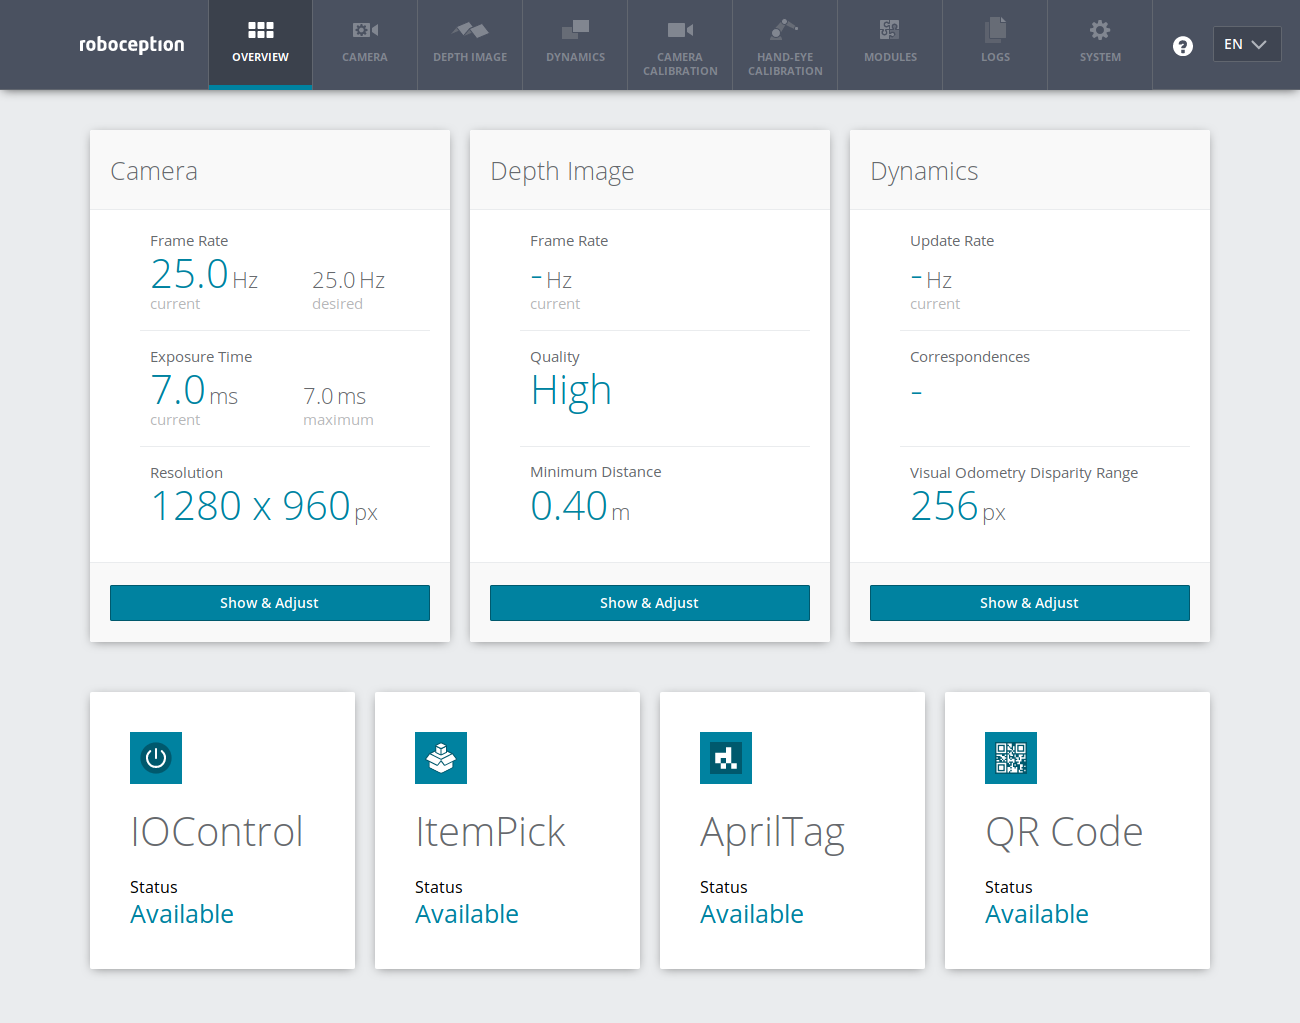 roboception
OVERVIEW
CAMERA
DEPTH IMAGE
DYNAMICS
CAMERA
CALIBRATION
HAND-EYE
CALIBRATION
MODULES
LOGS
SYSTEM
?
EN
Camera
Frame Rate
25.0 Hz 25.0 Hz
current desired
Exposure Time
7.0 ms 7.0 ms
current maximum
Resolution
1280 x 960 px
Show & Adjust
Depth Image
Frame Rate
- Hz
current
Quality
High
Minimum Distance
0.40 m
Show & Adjust
Dynamics
Update Rate
- Hz
current
Correspondences
-
Visual Odometry Disparity Range
256 px
Show & Adjust
IOControl
Status
Available
ItemPick
Status
Available
AprilTag
Status
Available
QR Code
Status
Available